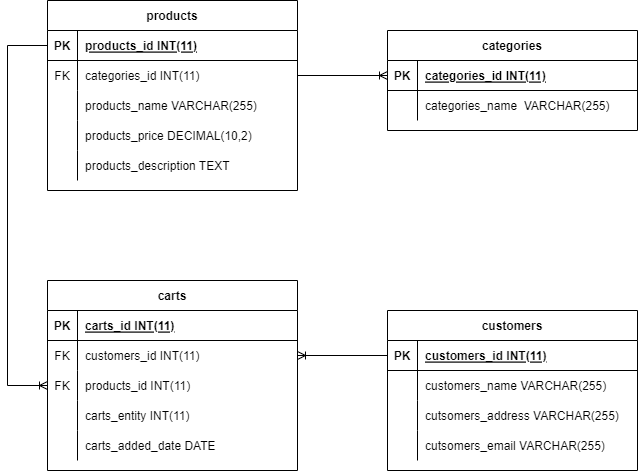 products
PK products_id INT(11)
FK categories_id INT(11)
products_name VARCHAR(255)
products_price DECIMAL(10,2)
products_description TEXT
categories
PK categories_id INT(11)
categories_name VARCHAR(255)
carts
PK carts_id INT(11)
FK customers_id INT(11)
FK products_id INT(11)
carts_entity INT(11)
carts_added_date DATE
customers
PK customers_id INT(11)
customers_name VARCHAR(255)
cutsomers_address VARCHAR(255)
cutsomers_email VARCHAR(255)